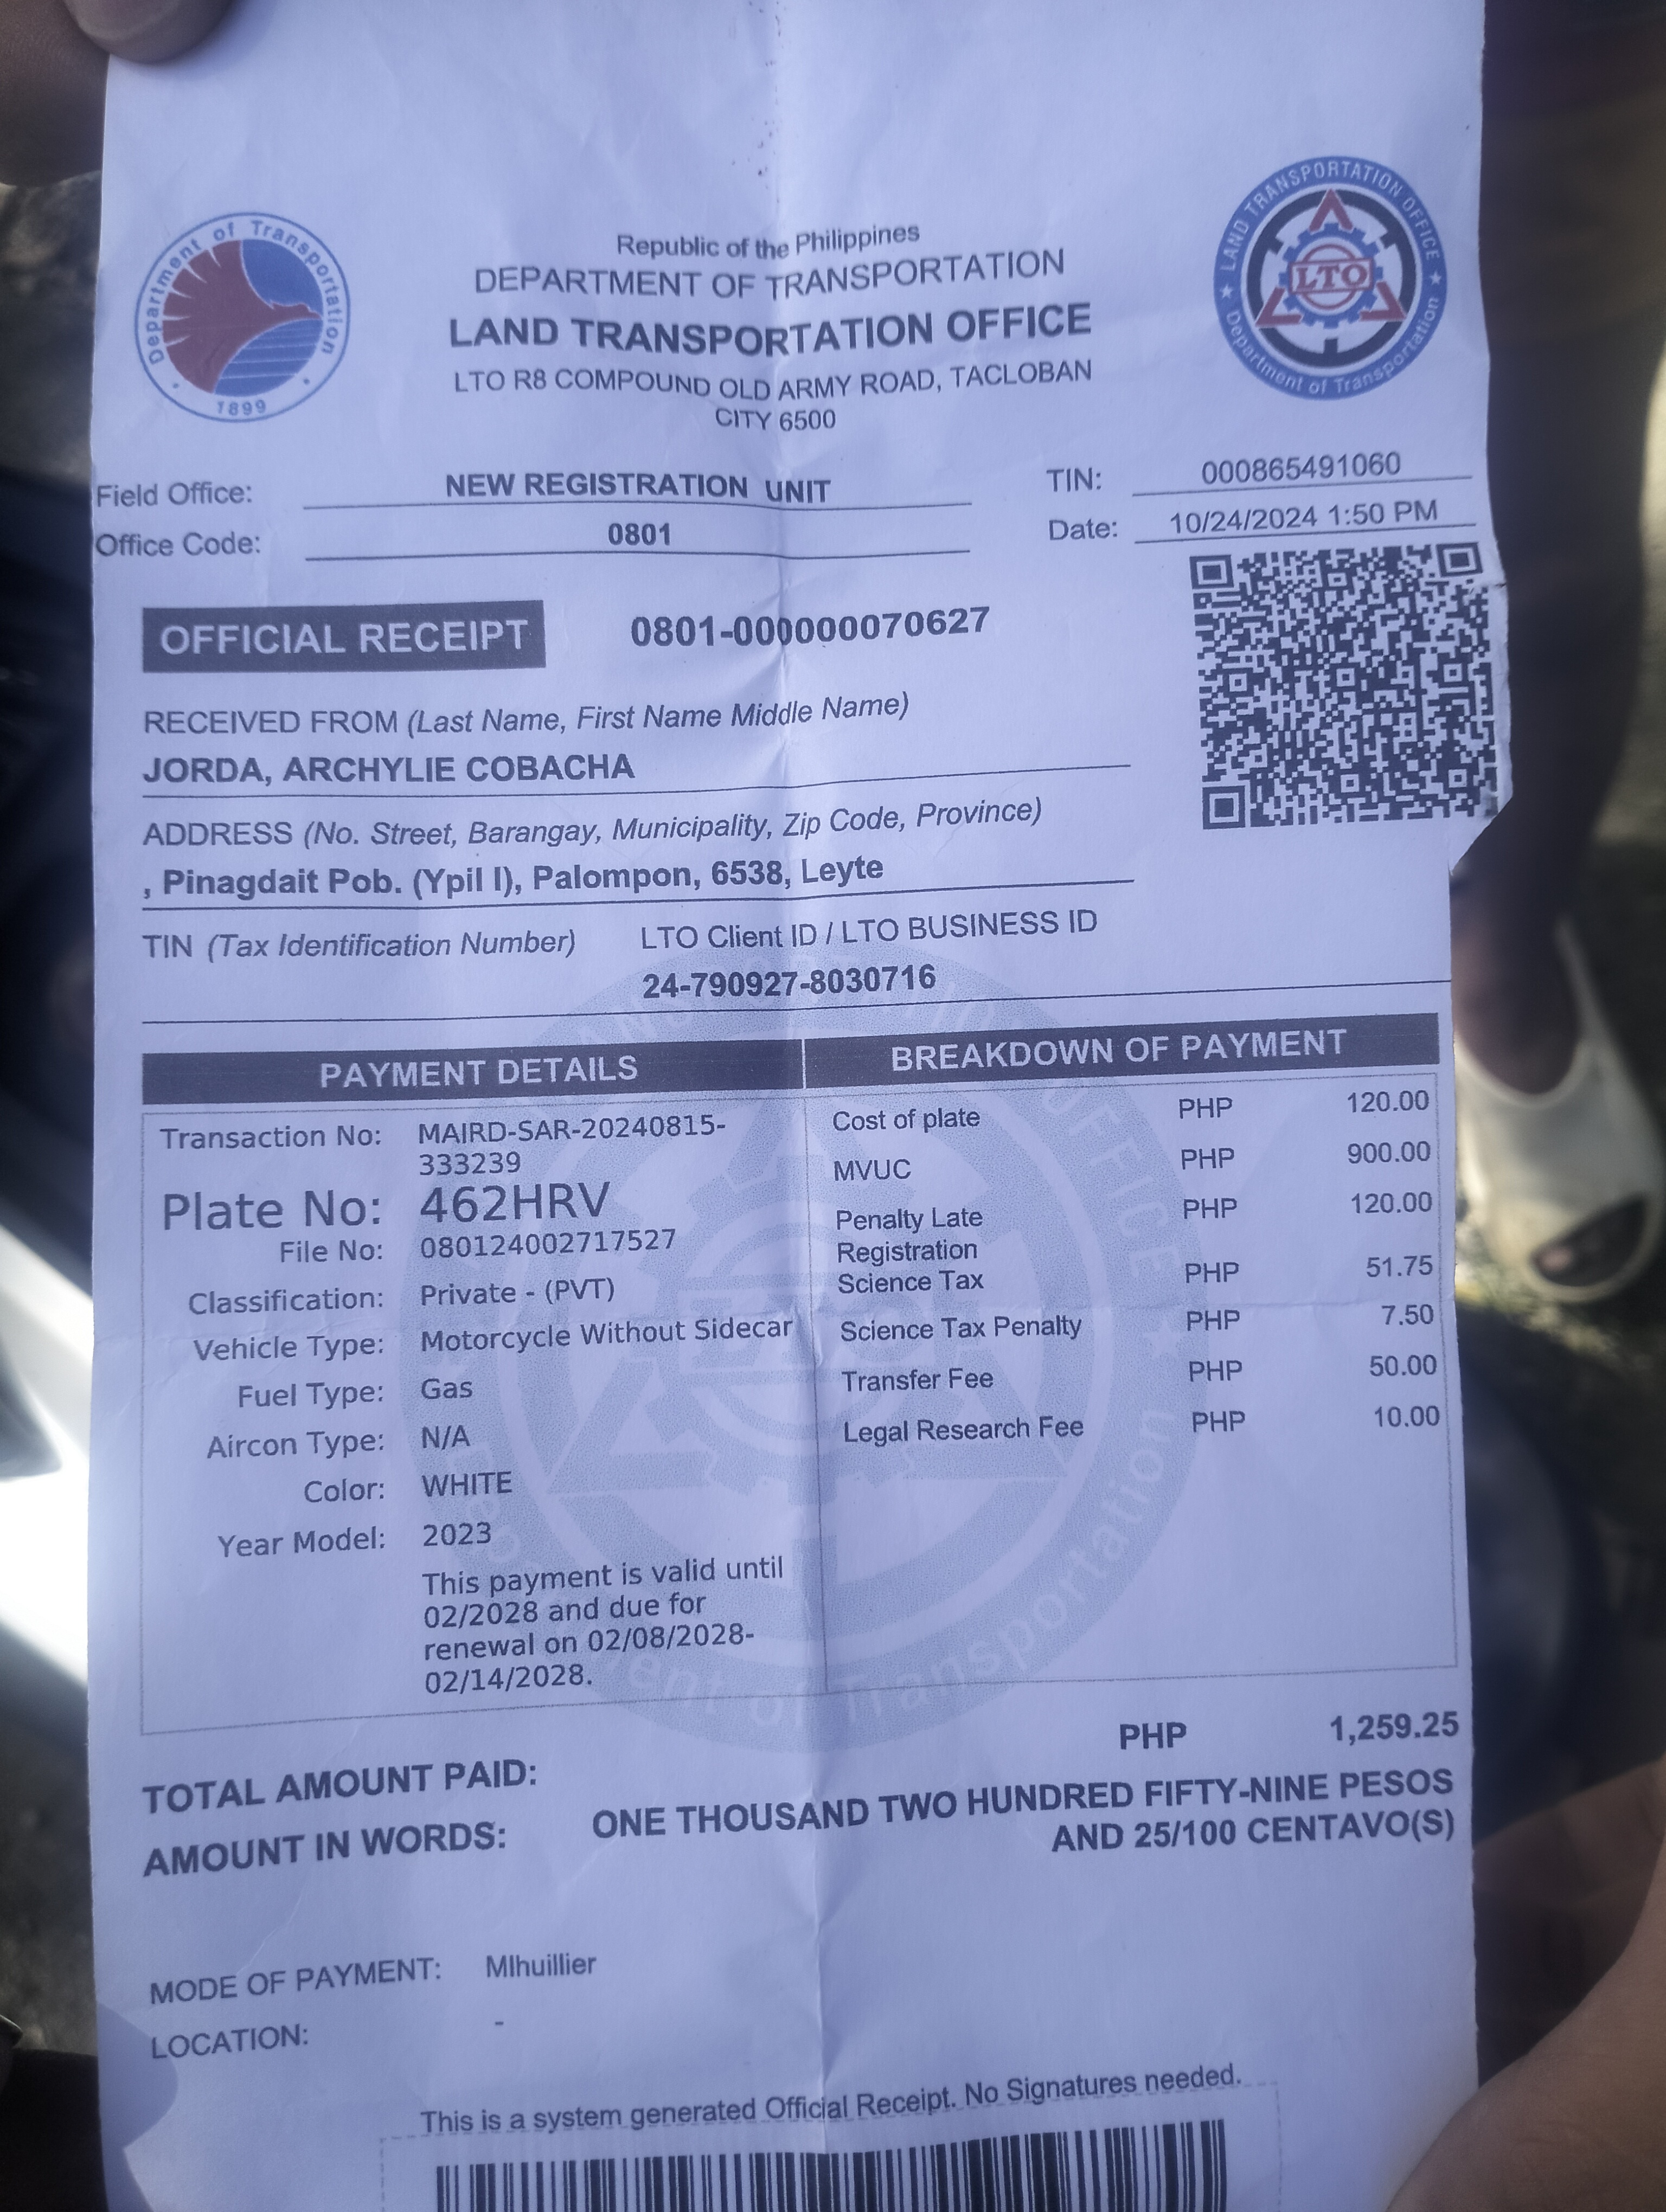 Department of Transportation
1899
LAND TRANSPORTATION OFFICE
LTO
Department of Transportation
Republic of the Philippines
DEPARTMENT OF TRANSPORTATION
LAND TRANSPORTATION OFFICE
LTO R8 COMPOUND OLD ARMY ROAD, TACLOBAN
CITY 6500
Field Office: NEW REGISTRATION UNIT TIN: 000865491060
Office Code: 0801 Date: 10/24/2024 1:50 PM
OFFICIAL RECEIPT 0801-000000070627
RECEIVED FROM (Last Name, First Name Middle Name)
JORDA, ARCHYLIE COBACHA
ADDRESS (No. Street, Barangay, Municipality, Zip Code, Province)
, Pinagdait Pob. (Ypil I), Palompon, 6538, Leyte
TIN (Tax Identification Number) LTO Client ID / LTO BUSINESS ID
24-790927-8030716
PAYMENT DETAILS
Transaction No: MAIRD-SAR-20240815-
333239
Plate No: 462HRV
File No: 080124002717527
Classification: Private - (PVT)
Vehicle Type: Motorcycle Without Sidecar
Fuel Type: Gas
Aircon Type: N/A
Color: WHITE
Year Model: 2023
This payment is valid until
02/2028 and due for
renewal on 02/08/2028-
02/14/2028.
BREAKDOWN OF PAYMENT
Cost of plate PHP 120.00
MVUC PHP 900.00
Penalty Late PHP 120.00
Registration
Science Tax PHP 51.75
Science Tax Penalty PHP 7.50
Transfer Fee PHP 50.00
Legal Research Fee PHP 10.00
TOTAL AMOUNT PAID: PHP 1,259.25
AMOUNT IN WORDS: ONE THOUSAND TWO HUNDRED FIFTY-NINE PESOS
AND 25/100 CENTAVO(S)
MODE OF PAYMENT: Mlhuillier
LOCATION: -
This is a system generated Official Receipt. No Signatures needed.